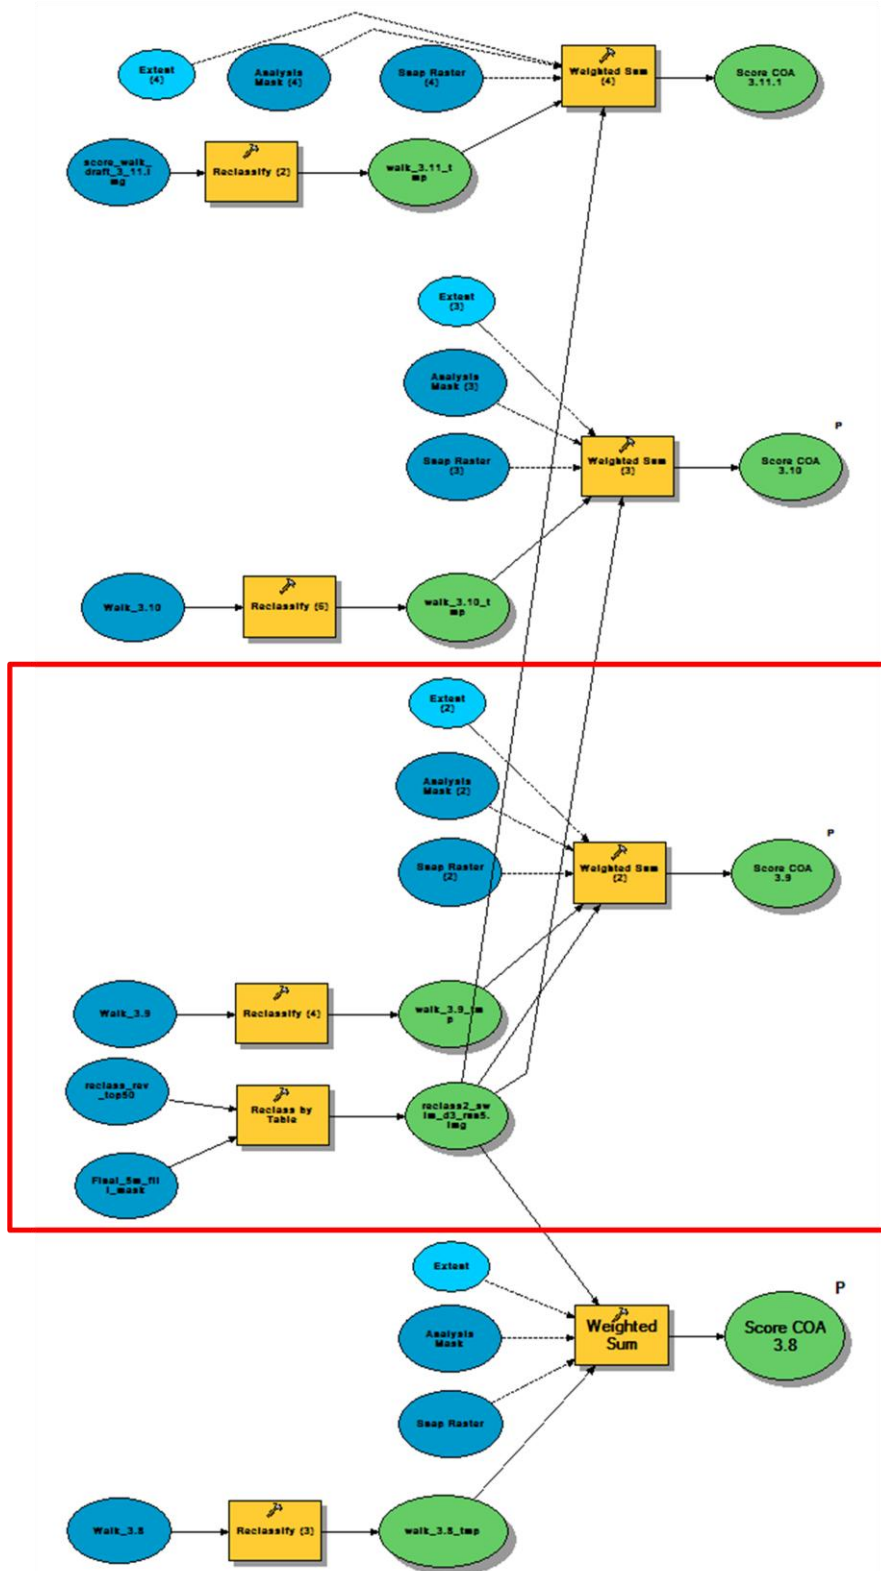 Extent
(4)
Analysis
Mask (4)
Snap Raster
(4)
Weighted Sum
(4)
Score COA
3.11.1
score_walk_
draft_3_11.i
mg
Reclassify (2)
walk_3.11_t
mp
Extent
(3)
Analysis
Mask (3)
Snap Raster
(3)
Weighted Sum
(3)
P
Score COA
3.10
Walk_3.10
Reclassify (5)
walk_3.10_t
mp
Extent
(2)
Analysis
Mask (2)
Snap Raster
(2)
Weighted Sum
(2)
P
Score COA
3.9
Walk_3.9
Reclassify (4)
walk_3.9_tm
p
reclass_rev
_top50
Reclass by
Table
reclass2_sw
im_d3_rms5.
img
Final_5m_fil
l_mask
Extent
Analysis
Mask
Snap Raster
Weighted
Sum
P
Score COA
3.8
Walk_3.8
Reclassify (3)
walk_3.8_tmp